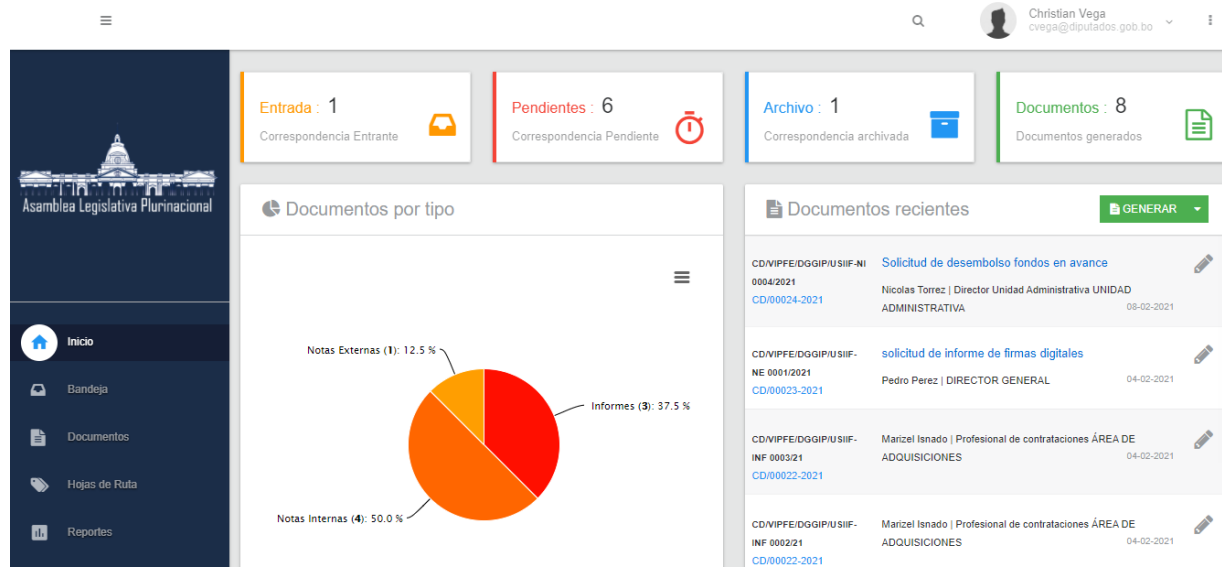 Christian Vega
cvega@diputados.gob.bo
Asamblea Legislativa Plurinacional
Inicio
Bandeja
Documentos
Hojas de Ruta
Reportes
Entrada : 1
Correspondencia Entrante
Pendientes : 6
Correspondencia Pendiente
Archivo : 1
Correspondencia archivada
Documentos : 8
Documentos generados
Documentos por tipo
Notas Externas (1): 12.5 %
Informes (3): 37.5 %
Notas Internas (4): 50.0 %
Documentos recientes
GENERAR
CD/VIPFE/DGGIP/USIIF-NI
0004/2021
CD/00024-2021
Solicitud de desembolso fondos en avance
Nicolas Torrez | Director Unidad Administrativa UNIDAD
ADMINISTRATIVA
08-02-2021
CD/VIPFE/DGGIP/USIIF-
NE 0001/2021
CD/00023-2021
solicitud de informe de firmas digitales
Pedro Perez | DIRECTOR GENERAL
04-02-2021
CD/VIPFE/DGGIP/USIIF-
INF 0003/21
CD/00022-2021
Marizel Isnado | Profesional de contrataciones ÁREA DE
ADQUISICIONES
04-02-2021
CD/VIPFE/DGGIP/USIIF-
INF 0002/21
CD/00022-2021
Marizel Isnado | Profesional de contrataciones ÁREA DE
ADQUISICIONES
04-02-2021